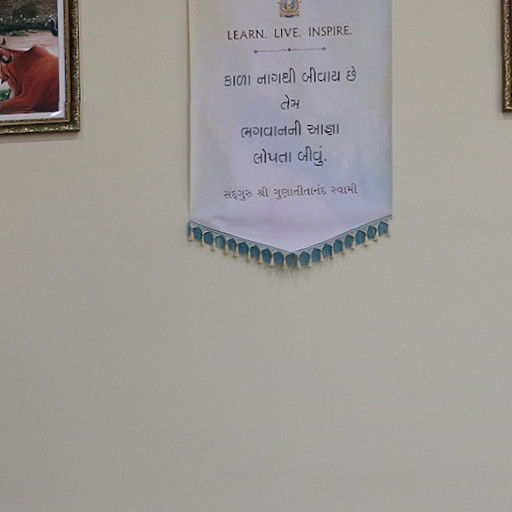 LEARN. LIVE. INSPIRE.
કાળા નાગથી બીવાય છે
તેમ
ભગવાનની આજ્ઞા
લોપતા બીવું.
સદ્ગુરુ શ્રી ગુણાતીતાનંદ સ્વામી